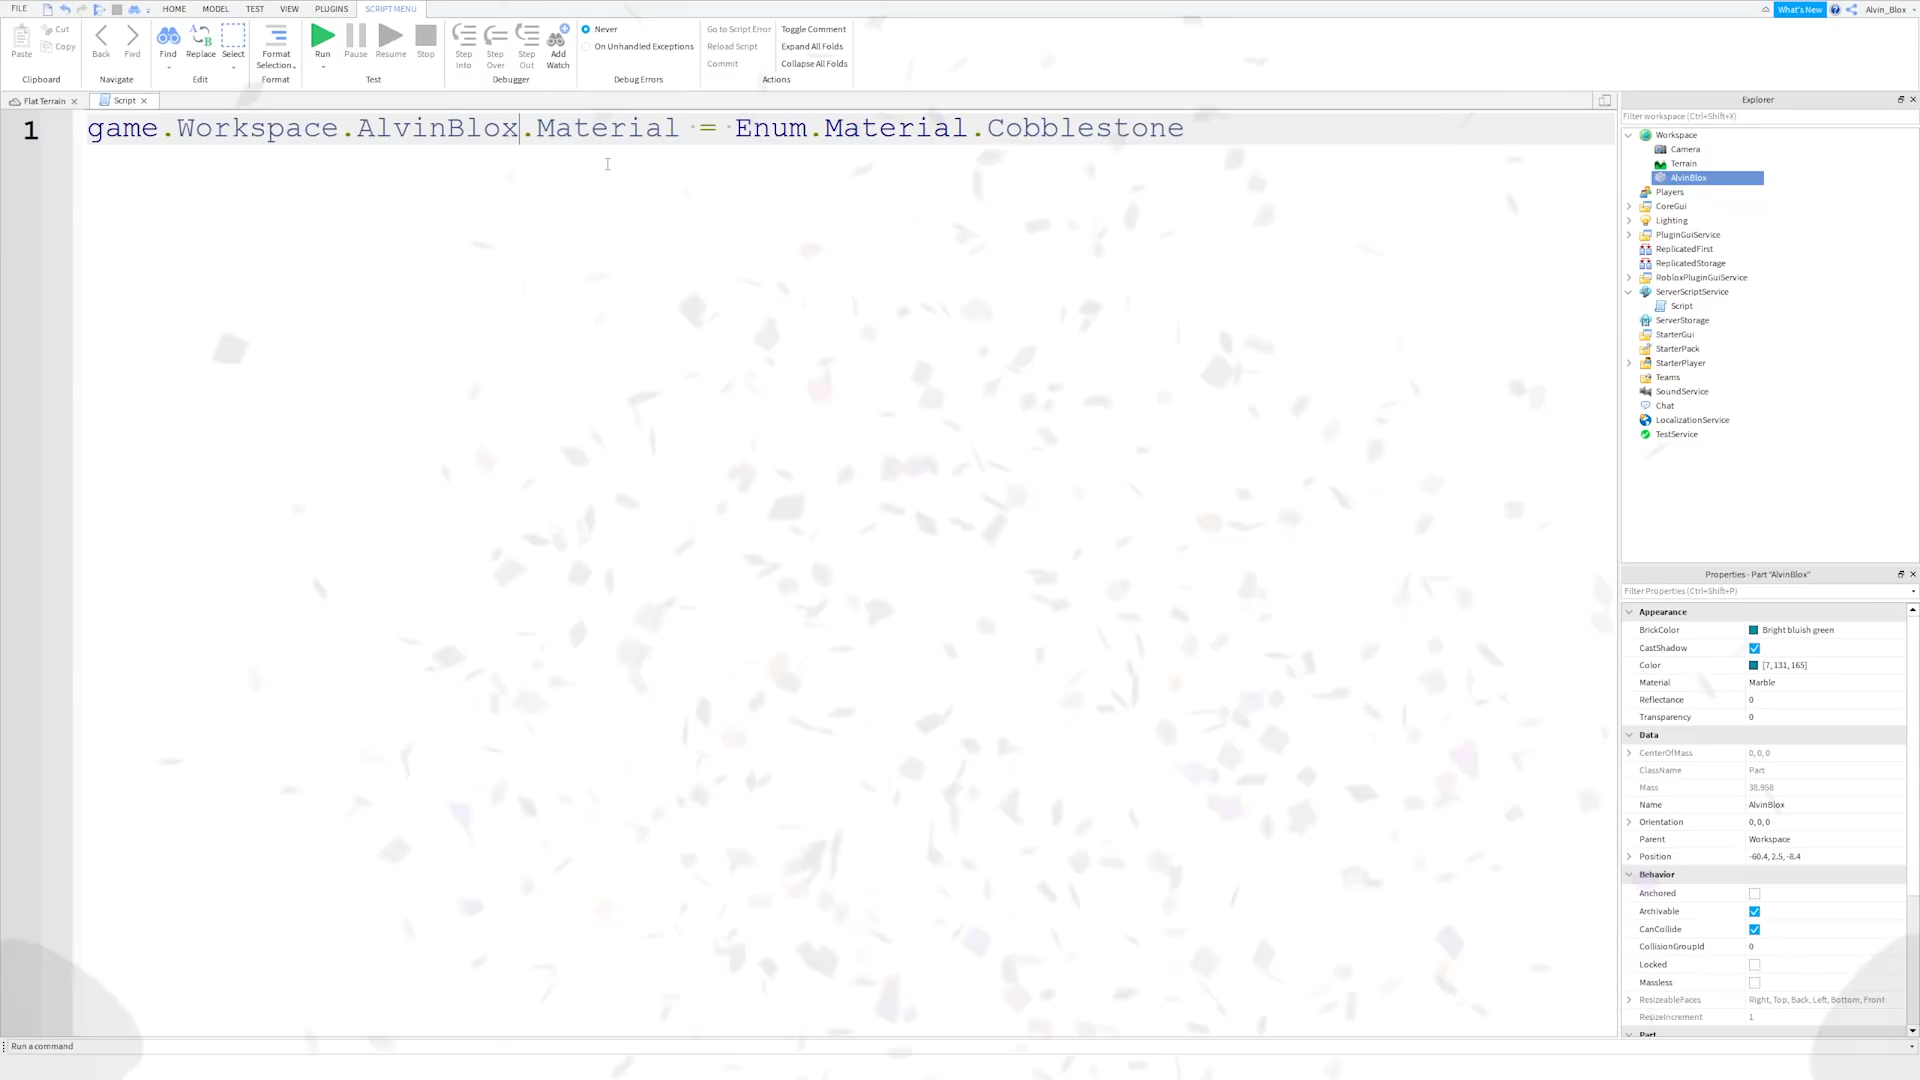 FILE HOME MODEL TEST VIEW PLUGINS SCRIPT MENU What's New Alvin_Blox
Paste Cut Copy Back Fwd Find Replace Select Format Selection Run Pause Resume Stop Step Into Step Over Step Out Add Watch
Never
On Unhandled Exceptions
Go to Script Error
Reload Script
Commit
Toggle Comment
Expand All Folds
Collapse All Folds
Clipboard Navigate Edit Format Test Debugger Debug Errors Actions
Flat Terrain Script
1 game.Workspace.AlvinBlox.Material = Enum.Material.Cobblestone
Explorer
Filter workspace (Ctrl+Shift+X)
Workspace
Camera
Terrain
AlvinBlox
Players
CoreGui
Lighting
PluginGuiService
ReplicatedFirst
ReplicatedStorage
RobloxPluginGuiService
ServerScriptService
Script
ServerStorage
StarterGui
StarterPack
StarterPlayer
Teams
SoundService
Chat
LocalizationService
TestService
Properties - Part "AlvinBlox"
Filter Properties (Ctrl+Shift+P)
Appearance
BrickColor Bright bluish green
CastShadow
Color [7, 131, 165]
Material Marble
Reflectance 0
Transparency 0
Data
CenterOfMass 0, 0, 0
ClassName Part
Mass 38.958
Name AlvinBlox
Orientation 0, 0, 0
Parent Workspace
Position -60.4, 2.5, -8.4
Behavior
Anchored
Archivable
CanCollide
CollisionGroupId 0
Locked
Massless
ResizeableFaces Right, Top, Back, Left, Bottom, Front
ResizeIncrement 1
Part
Run a command